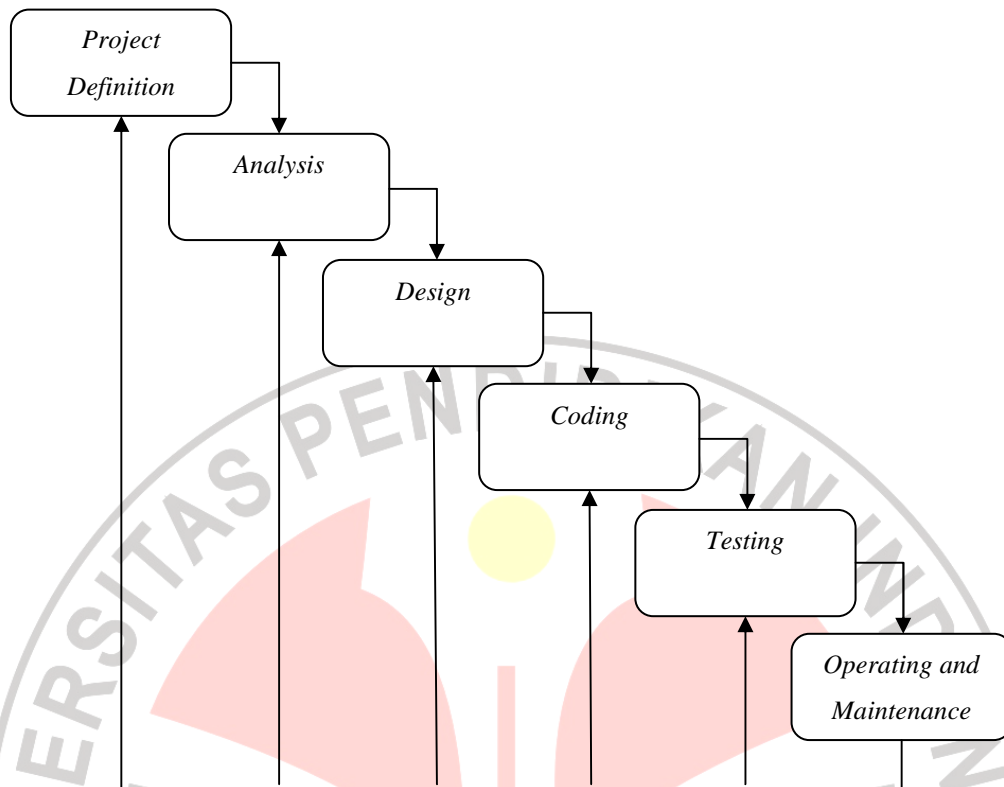 Project
Definition
Analysis
Design
Coding
Testing
Operating and
Maintenance